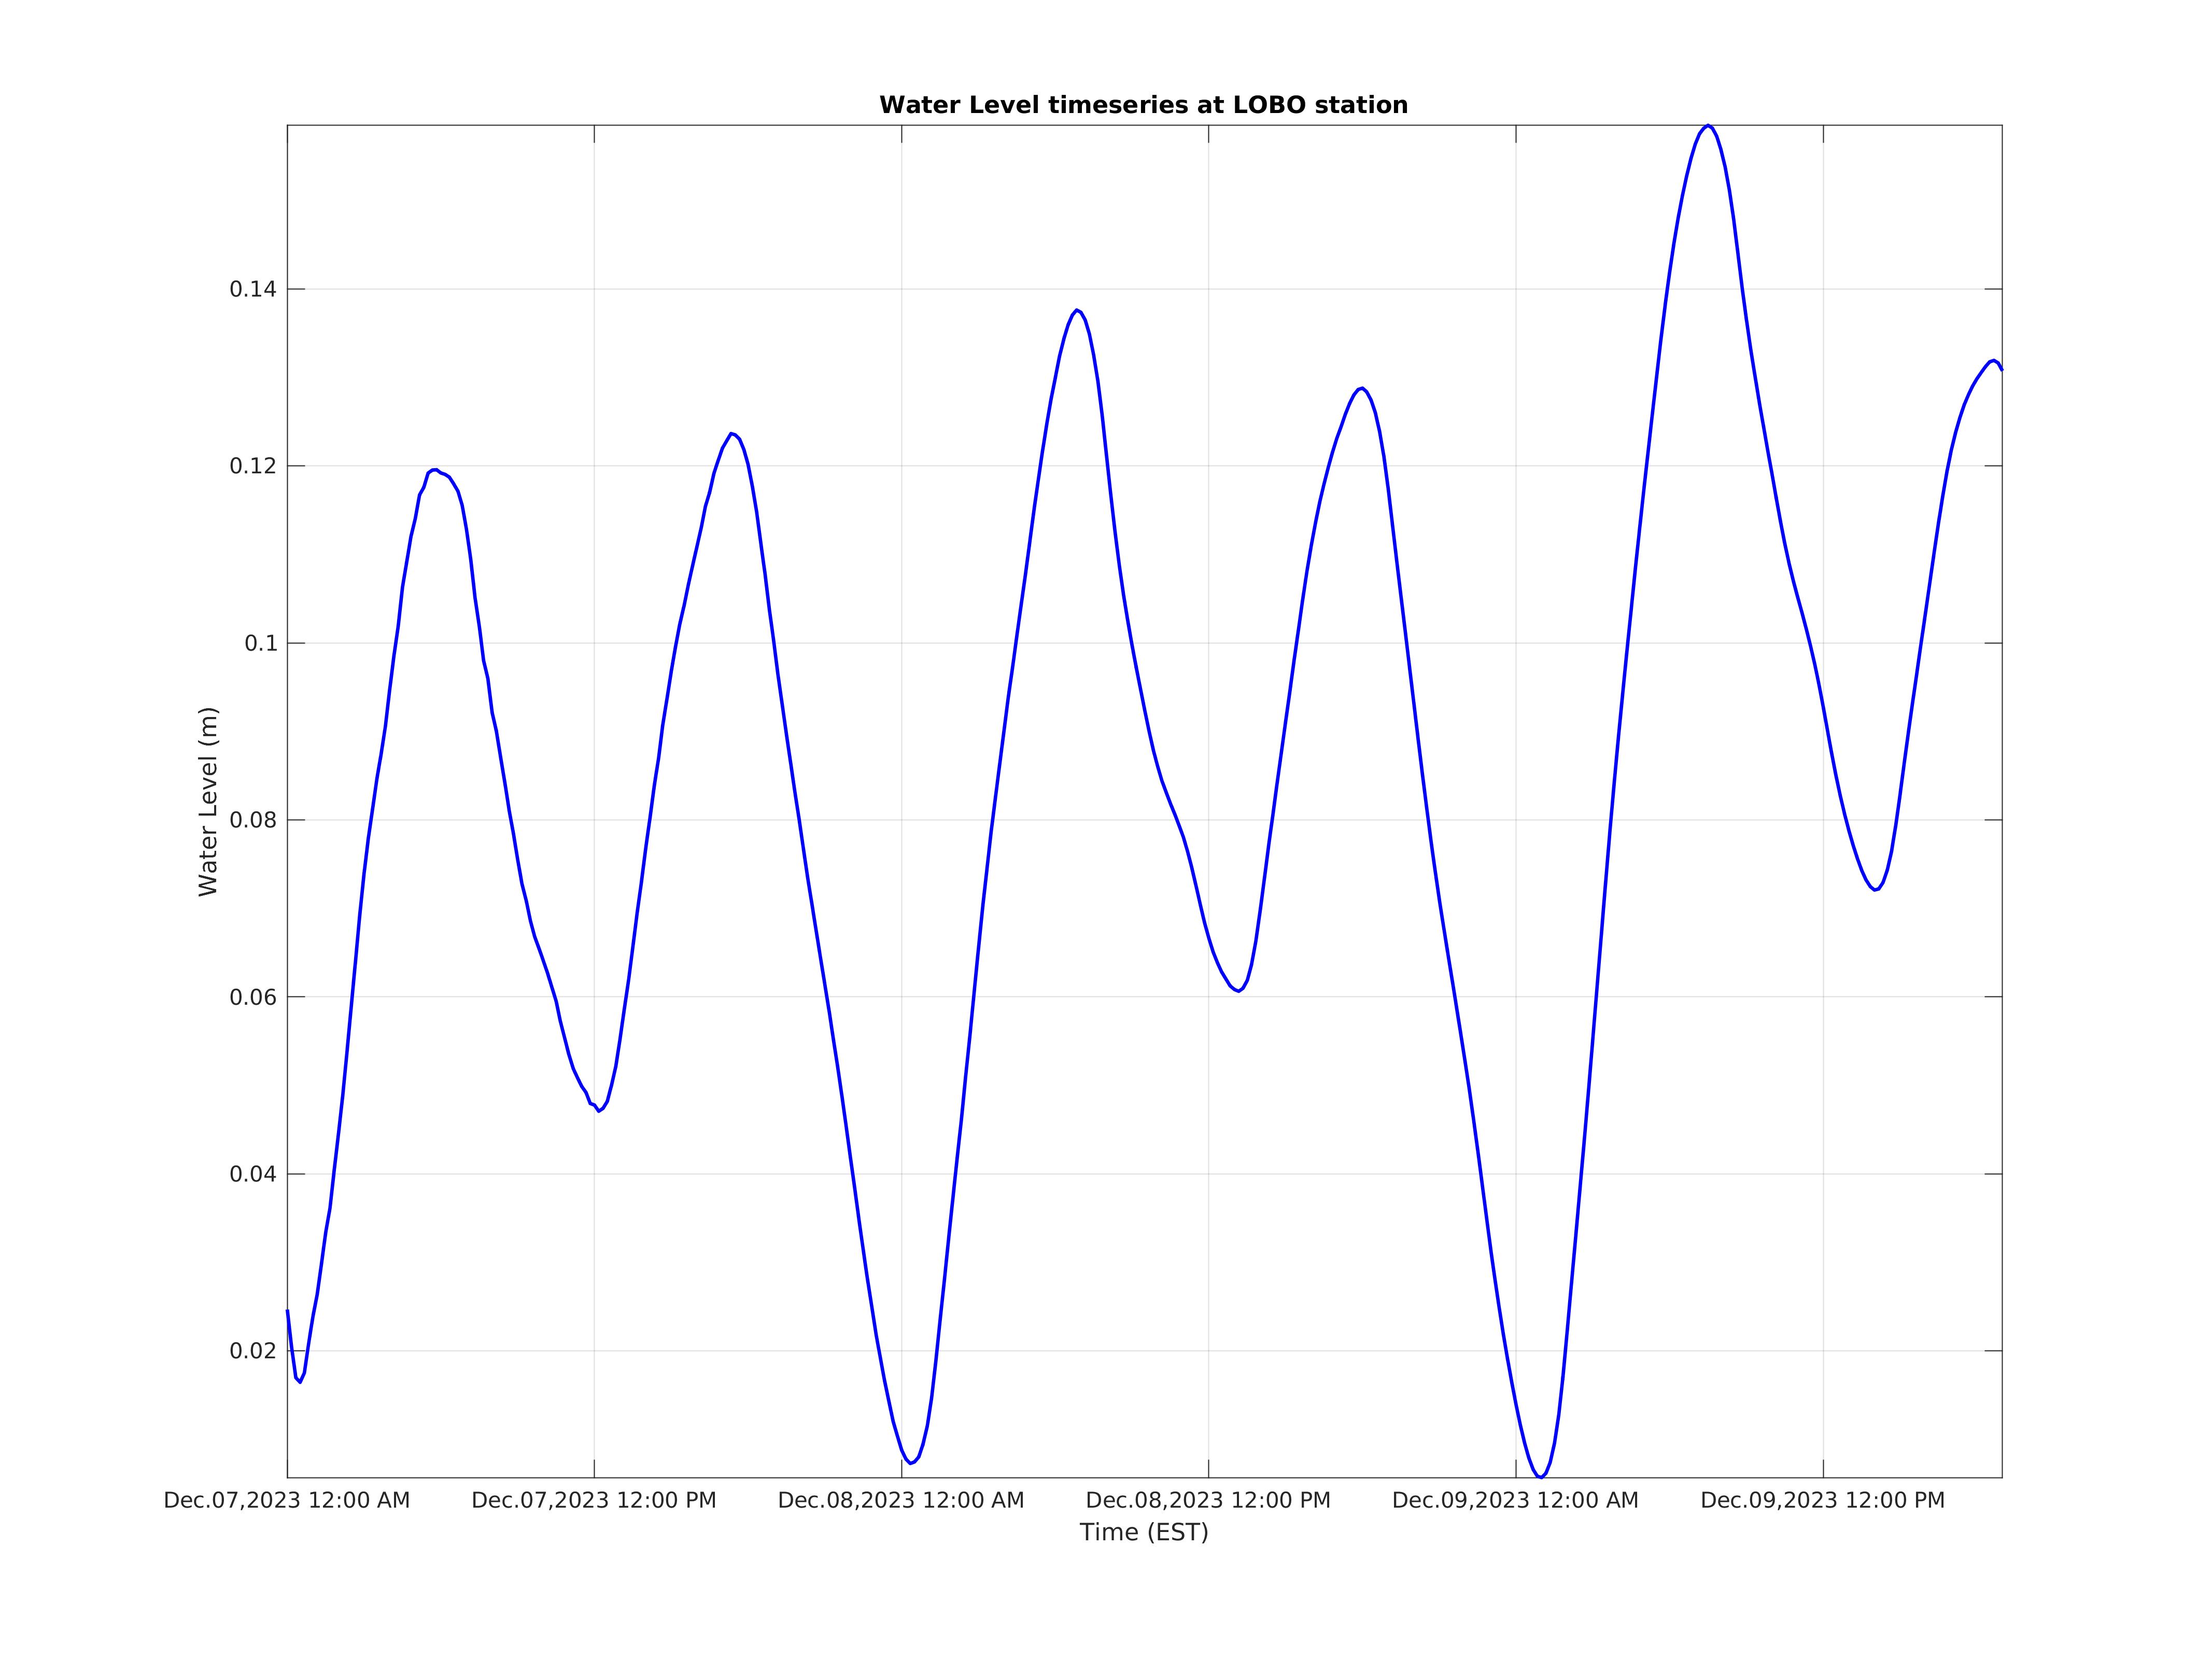 Water Level timeseries at LOBO station
Water Level (m)
0.14
0.12
0.1
0.08
0.06
0.04
0.02
Dec.07,2023 12:00 AM
Dec.07,2023 12:00 PM
Dec.08,2023 12:00 AM
Dec.08,2023 12:00 PM
Dec.09,2023 12:00 AM
Dec.09,2023 12:00 PM
Time (EST)